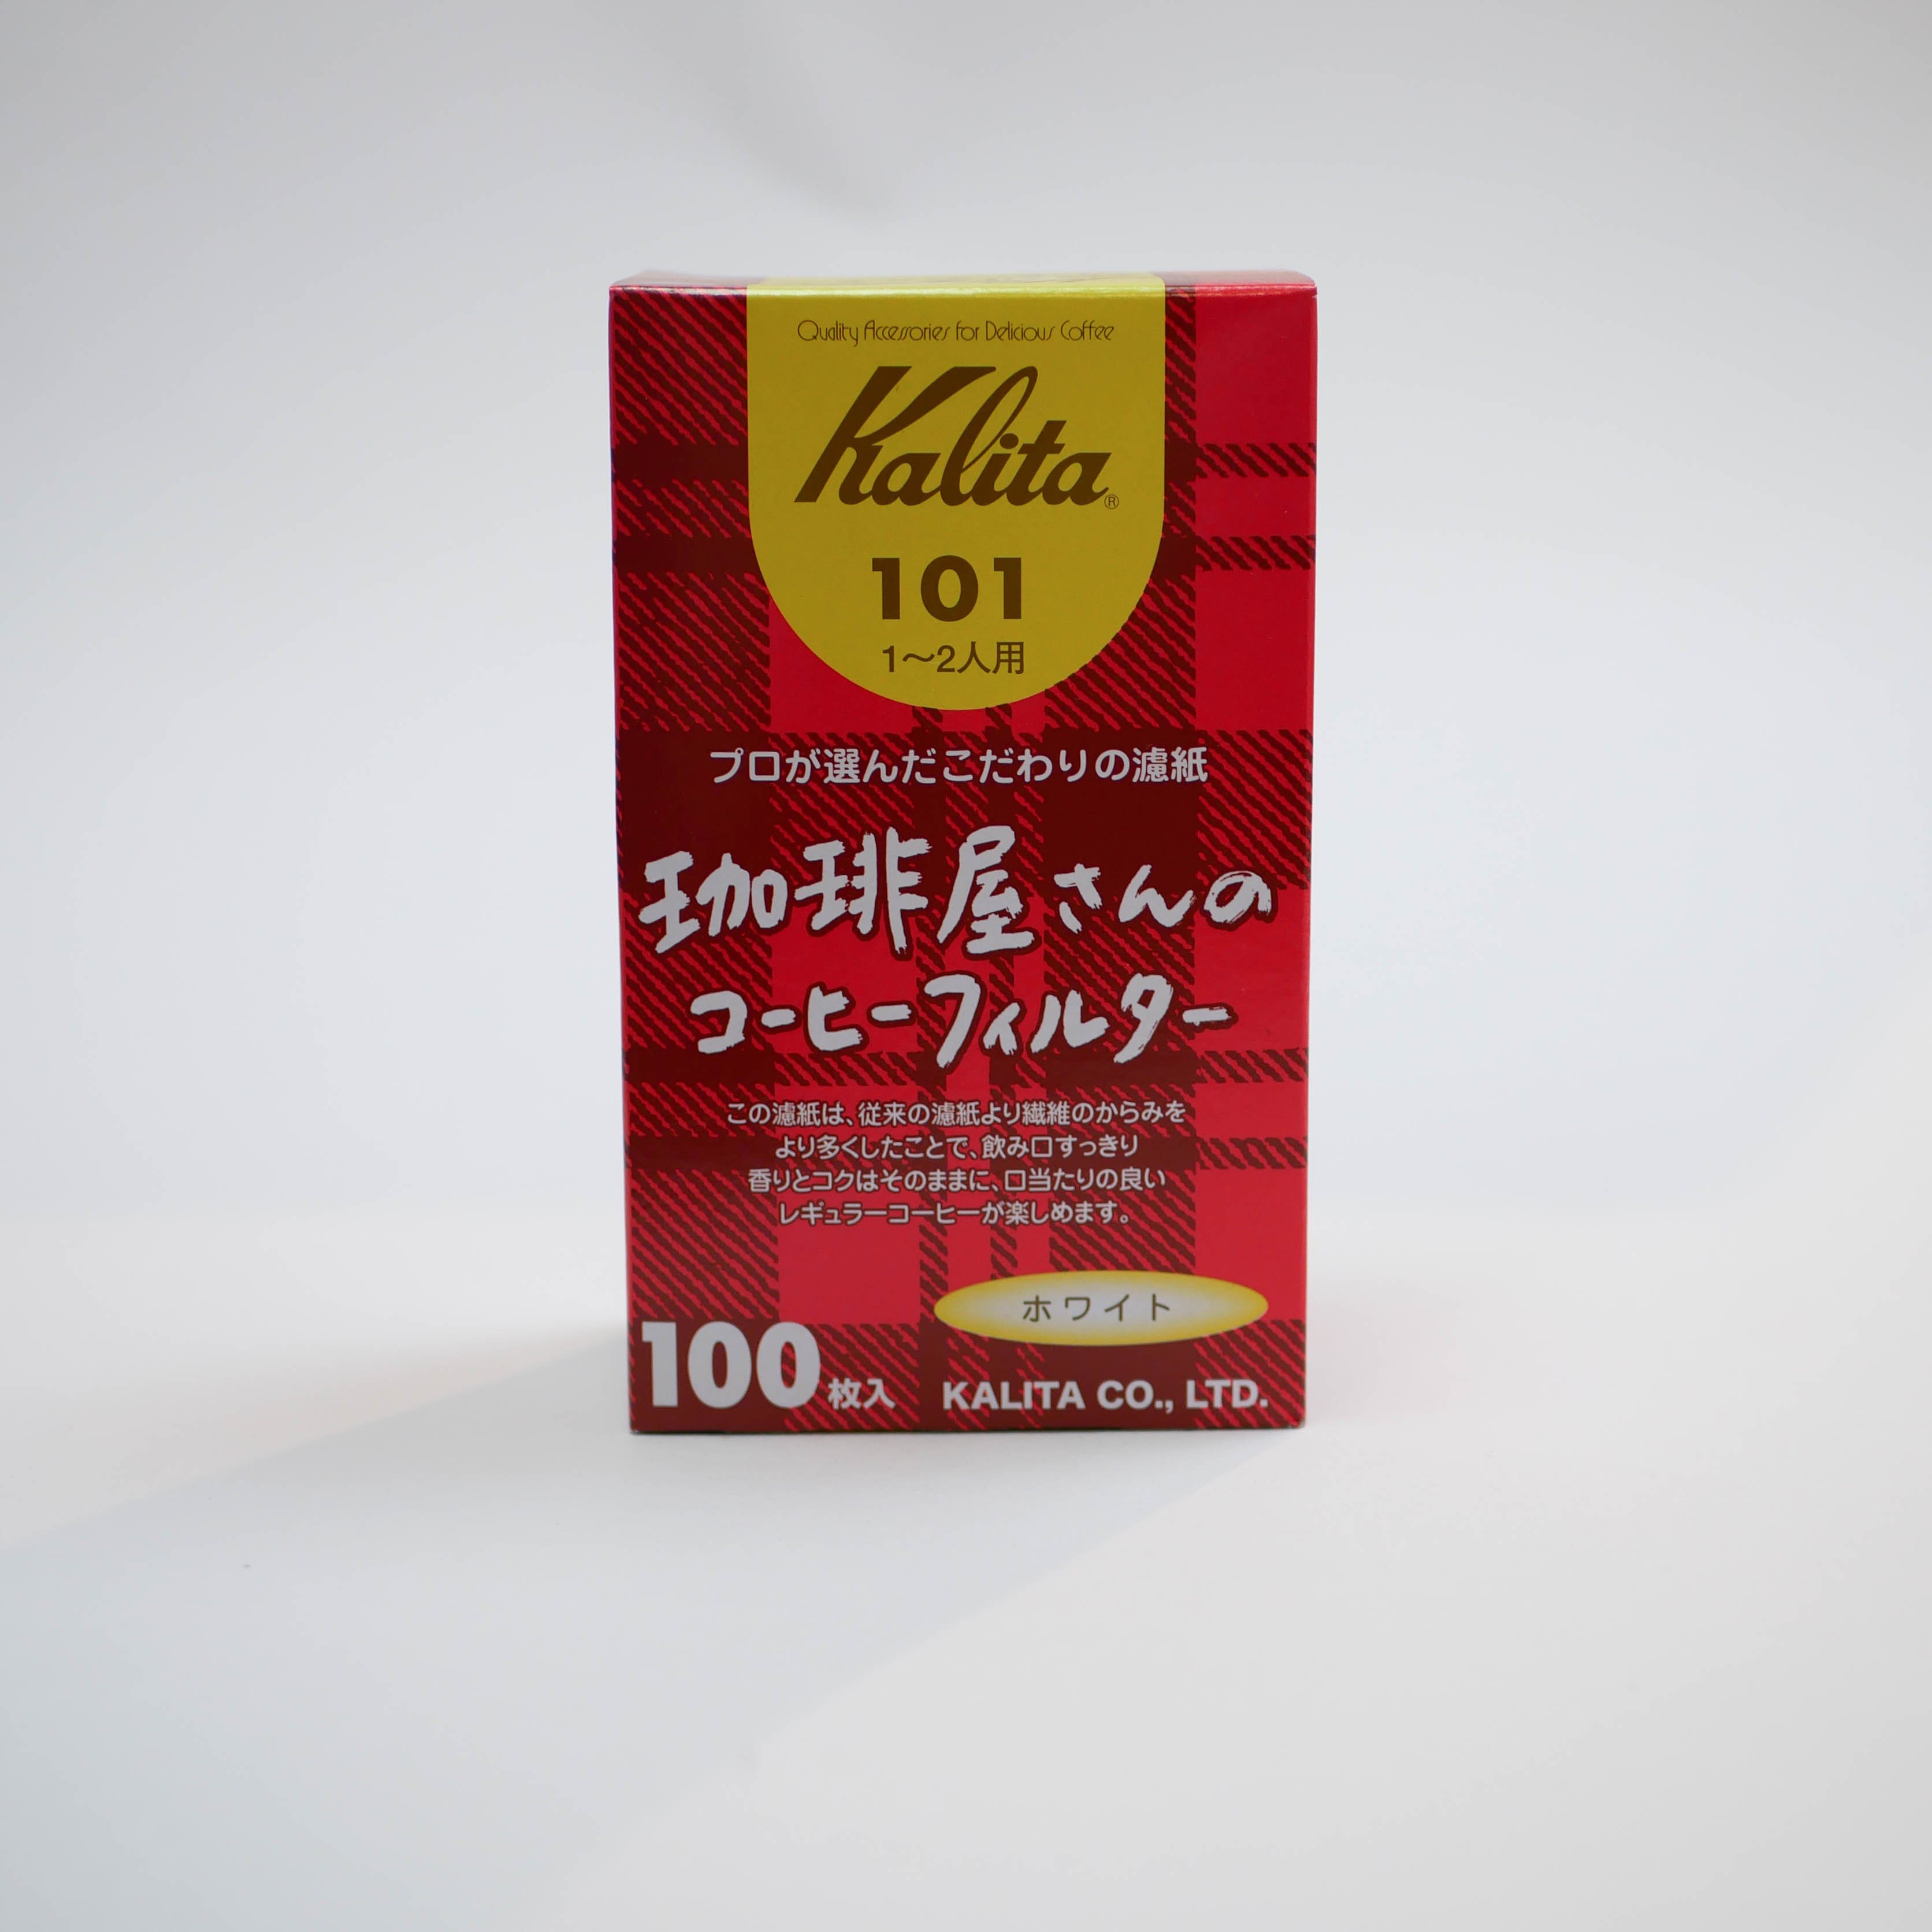 Quality Accessories for Delicious Coffee
Kalita®
101
1〜2人用
プロが選んだこだわりの濾紙
珈琲屋さんの
コーヒーフィルター
この濾紙は、従来の濾紙より繊維のからみを
より多くしたことで、飲み口すっきり
香りとコクはそのままに、口当たりの良い
レギュラーコーヒーが楽しめます。
ホワイト
100枚入 KALITA CO., LTD.